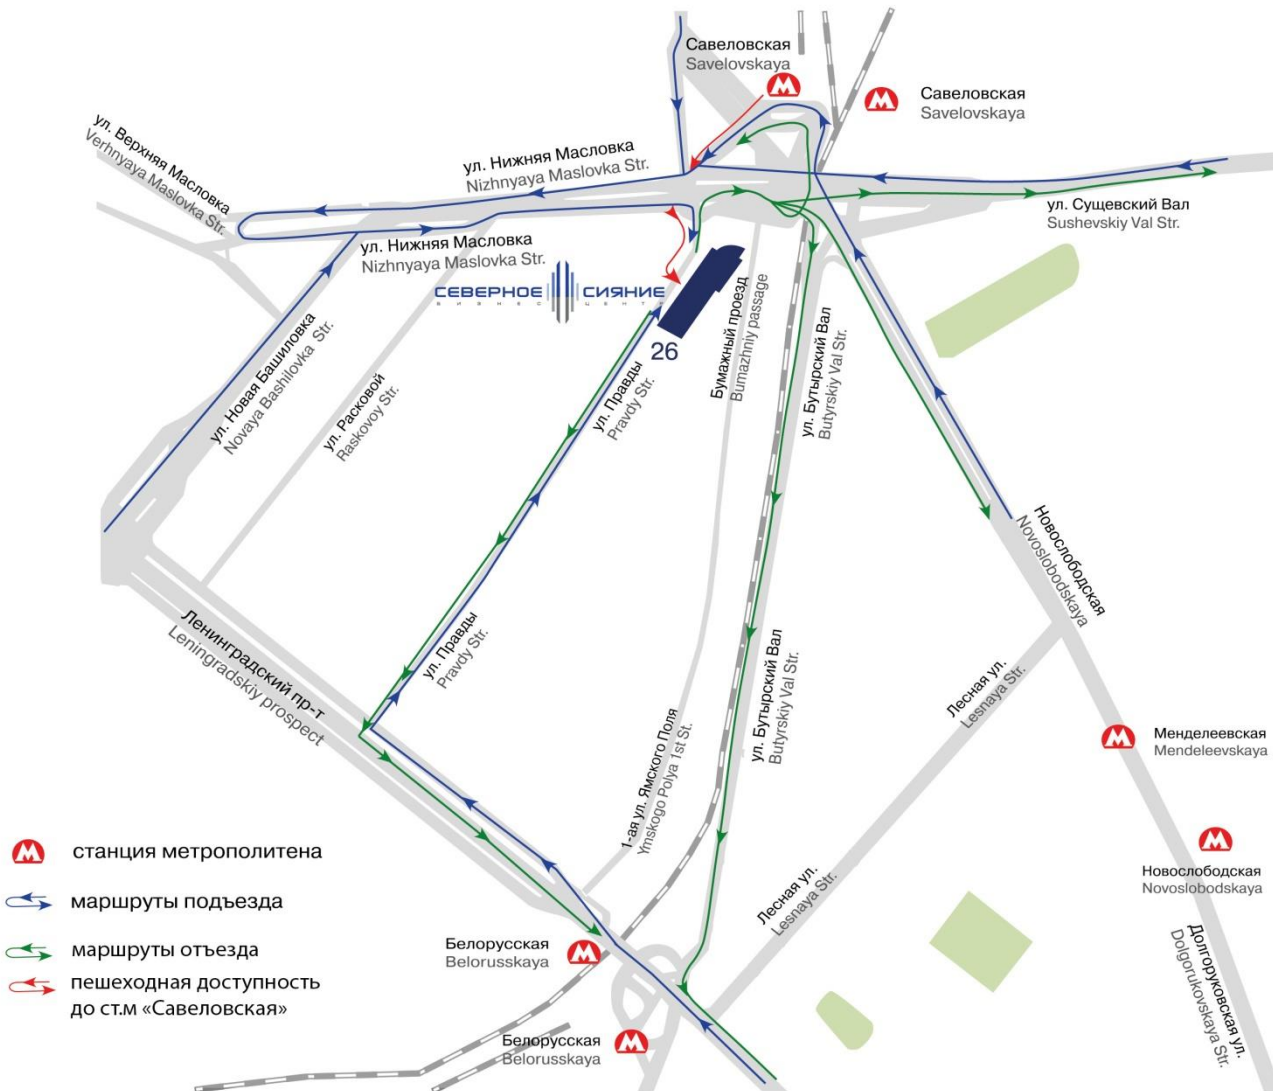 Савеловская
Savelovskaya
Савеловская
Savelovskaya
ул. Верхняя Масловка
Verhnyaya Maslovka Str.
ул. Нижняя Масловка
Nizhnyaya Maslovka Str.
ул. Сущевский Вал
Sushevskiy Val Str.
ул. Нижняя Масловка
Nizhnyaya Maslovka Str.
СЕВЕРНОЕ СИЯНИЕ
БИЗНЕС ЦЕНТР
26
ул. Новая Башиловка
Novaya Bashilovka Str.
ул. Расковой
Raskovoy Str.
ул. Правды
Pravdy Str.
Бумажный проезд
Bumazhniy passage
ул. Бутырский Вал
Butyrskiy Val Str.
Новослободская
Novoslobodskaya
Ленинградский пр-т
Leningradskiy prospect
ул. Правды
Pravdy Str.
1-ая ул. Ямского Поля
Ymskogo Polya 1st St.
ул. Бутырский Вал
Butyrskiy Val Str.
Лесная ул.
Lesnaya Str.
Менделеевская
Mendeleevskaya
Лесная ул.
Lesnaya Str.
Новослободская
Novoslobodskaya
Долгоруковская ул.
Dolgorukovskaya Str.
Белорусская
Belorusskaya
Белорусская
Belorusskaya
станция метрополитена
маршруты подъезда
маршруты отъезда
пешеходная доступность
до ст.м «Савеловская»